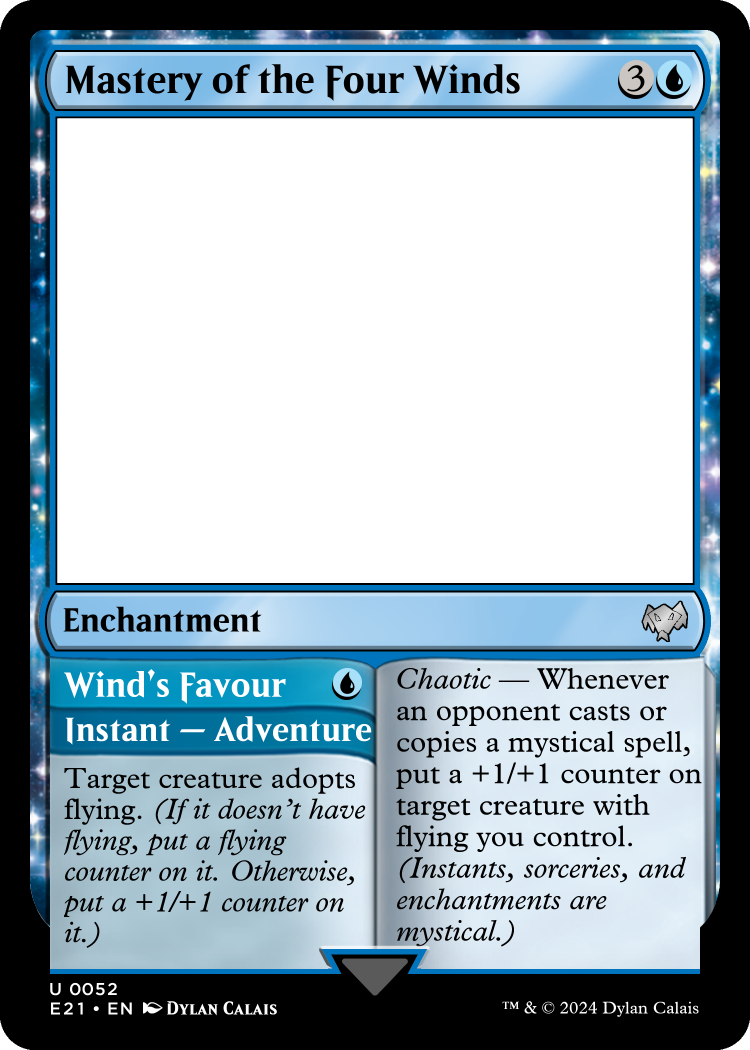 Mastery of the Four Winds 3
Enchantment
Wind's Favour
Instant — Adventure
Target creature adopts
flying. (If it doesn't have
flying, put a flying
counter on it. Otherwise,
put a +1/+1 counter on
it.)
Chaotic — Whenever
an opponent casts or
copies a mystical spell,
put a +1/+1 counter on
target creature with
flying you control.
(Instants, sorceries, and
enchantments are
mystical.)
U 0052
E21 • EN Dylan Calais
™ & © 2024 Dylan Calais